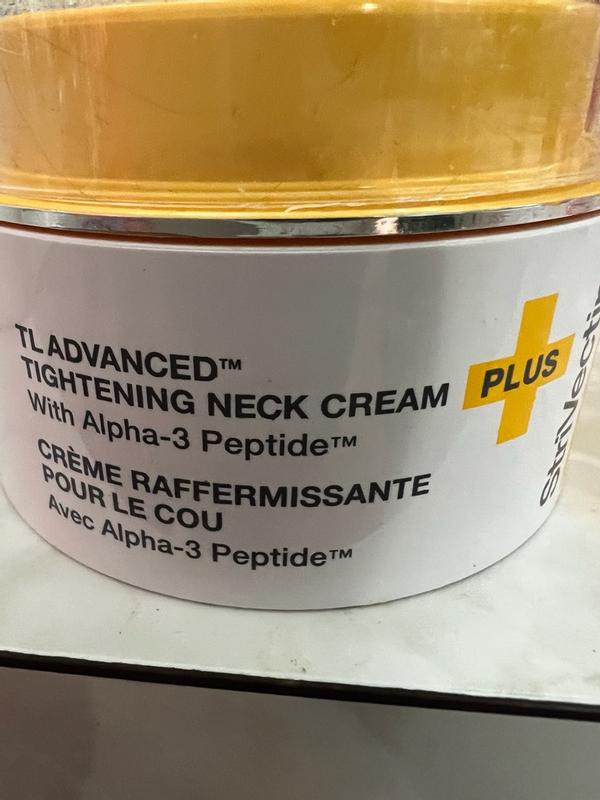 TL ADVANCED™
TIGHTENING NECK CREAM
With Alpha-3 Peptide™
CRÈME RAFFERMISSANTE
POUR LE COU
Avec Alpha-3 Peptide™
PLUS
StriVectin